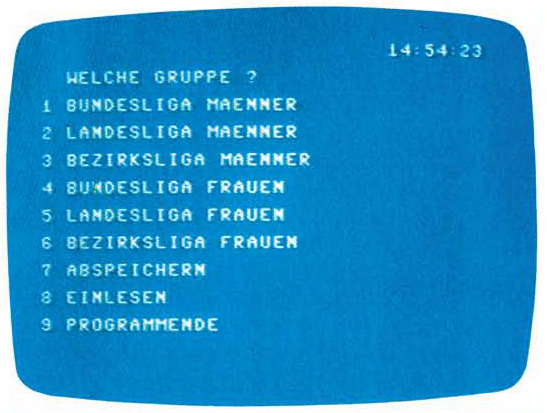 14:54:23
WELCHE GRUPPE ?
1 BUNDESLIGA MAENNER
2 LANDESLIGA MAENNER
3 BEZIRKSLIGA MAENNER
4 BUNDESLIGA FRAUEN
5 LANDESLIGA FRAUEN
6 BEZIRKSLIGA FRAUEN
7 ABSPEICHERN
8 EINLESEN
9 PROGRAMMENDE